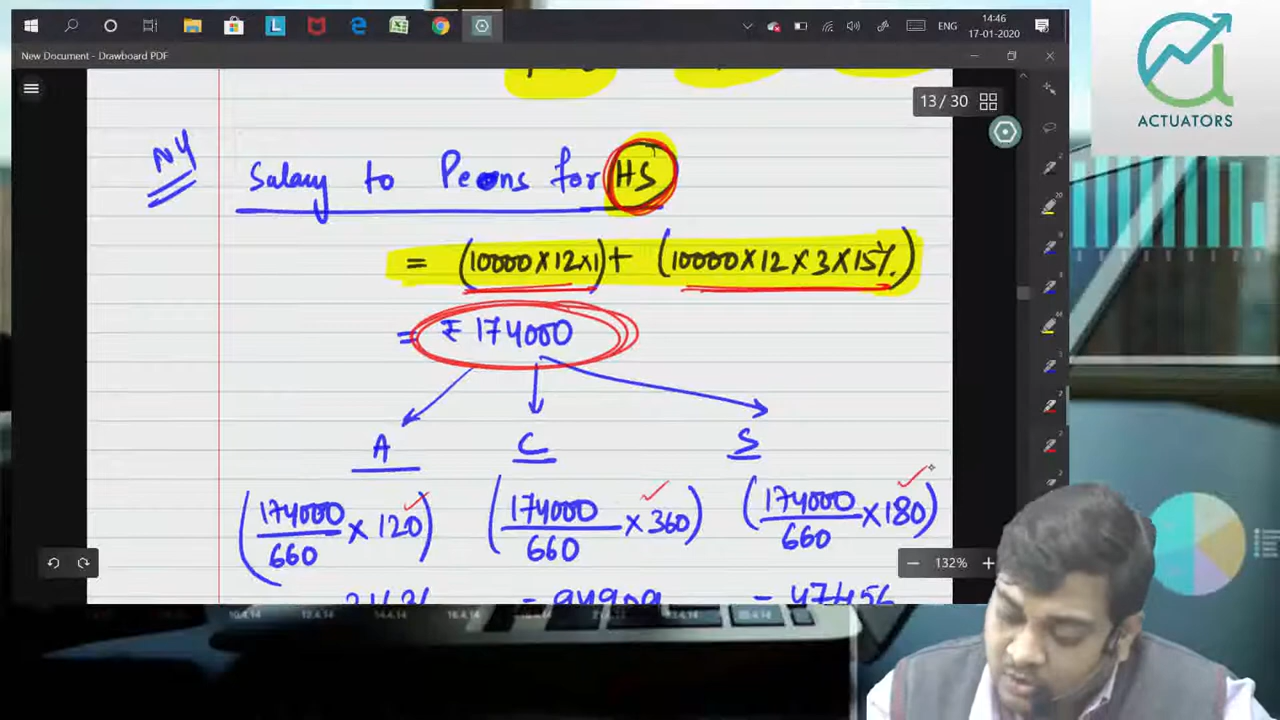 14:46
ENG
17-01-2020
New Document - Drawboard PDF
13 / 30
ACTUATORS
N4
Salary to Peons for HS
= (10000×12×1) + (10000×12×3×15%)
= ₹ 174000
A C S
(174000/660 × 120) (174000/660 × 360) (174000/660 × 180)
132%